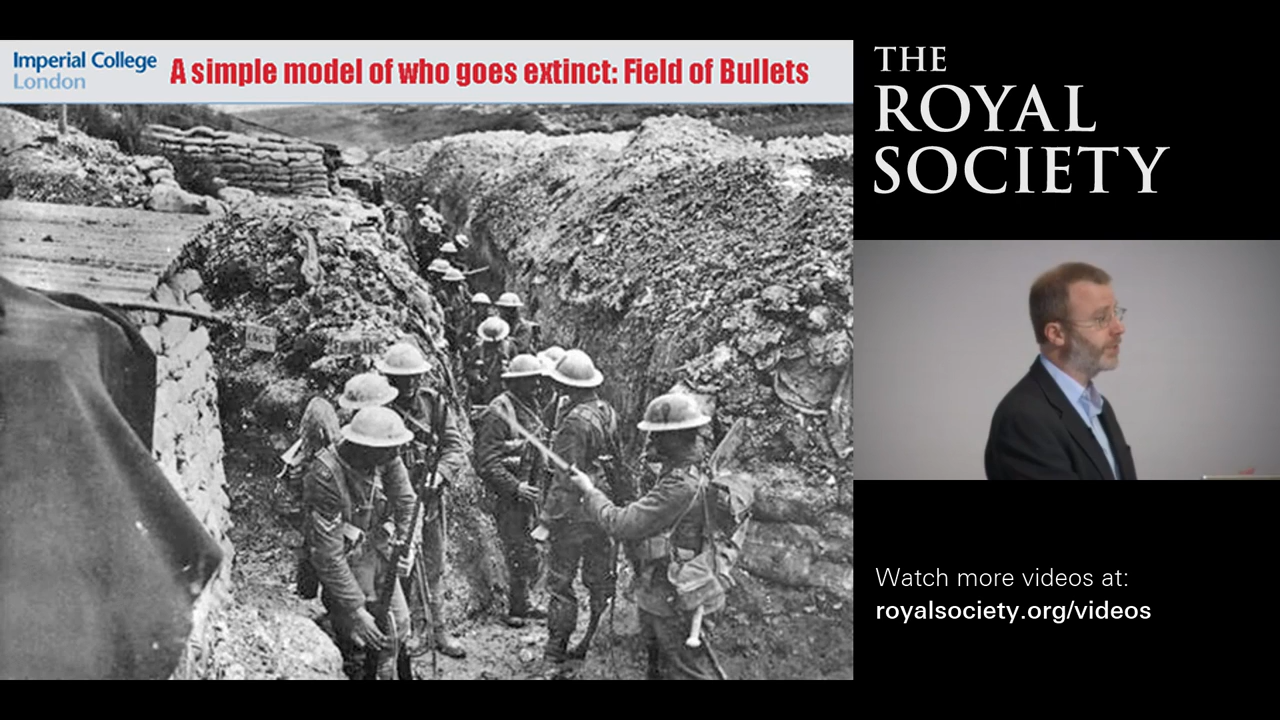 Imperial College
London
A simple model of who goes extinct: Field of Bullets
THE
ROYAL
SOCIETY
Watch more videos at:
royalsociety.org/videos